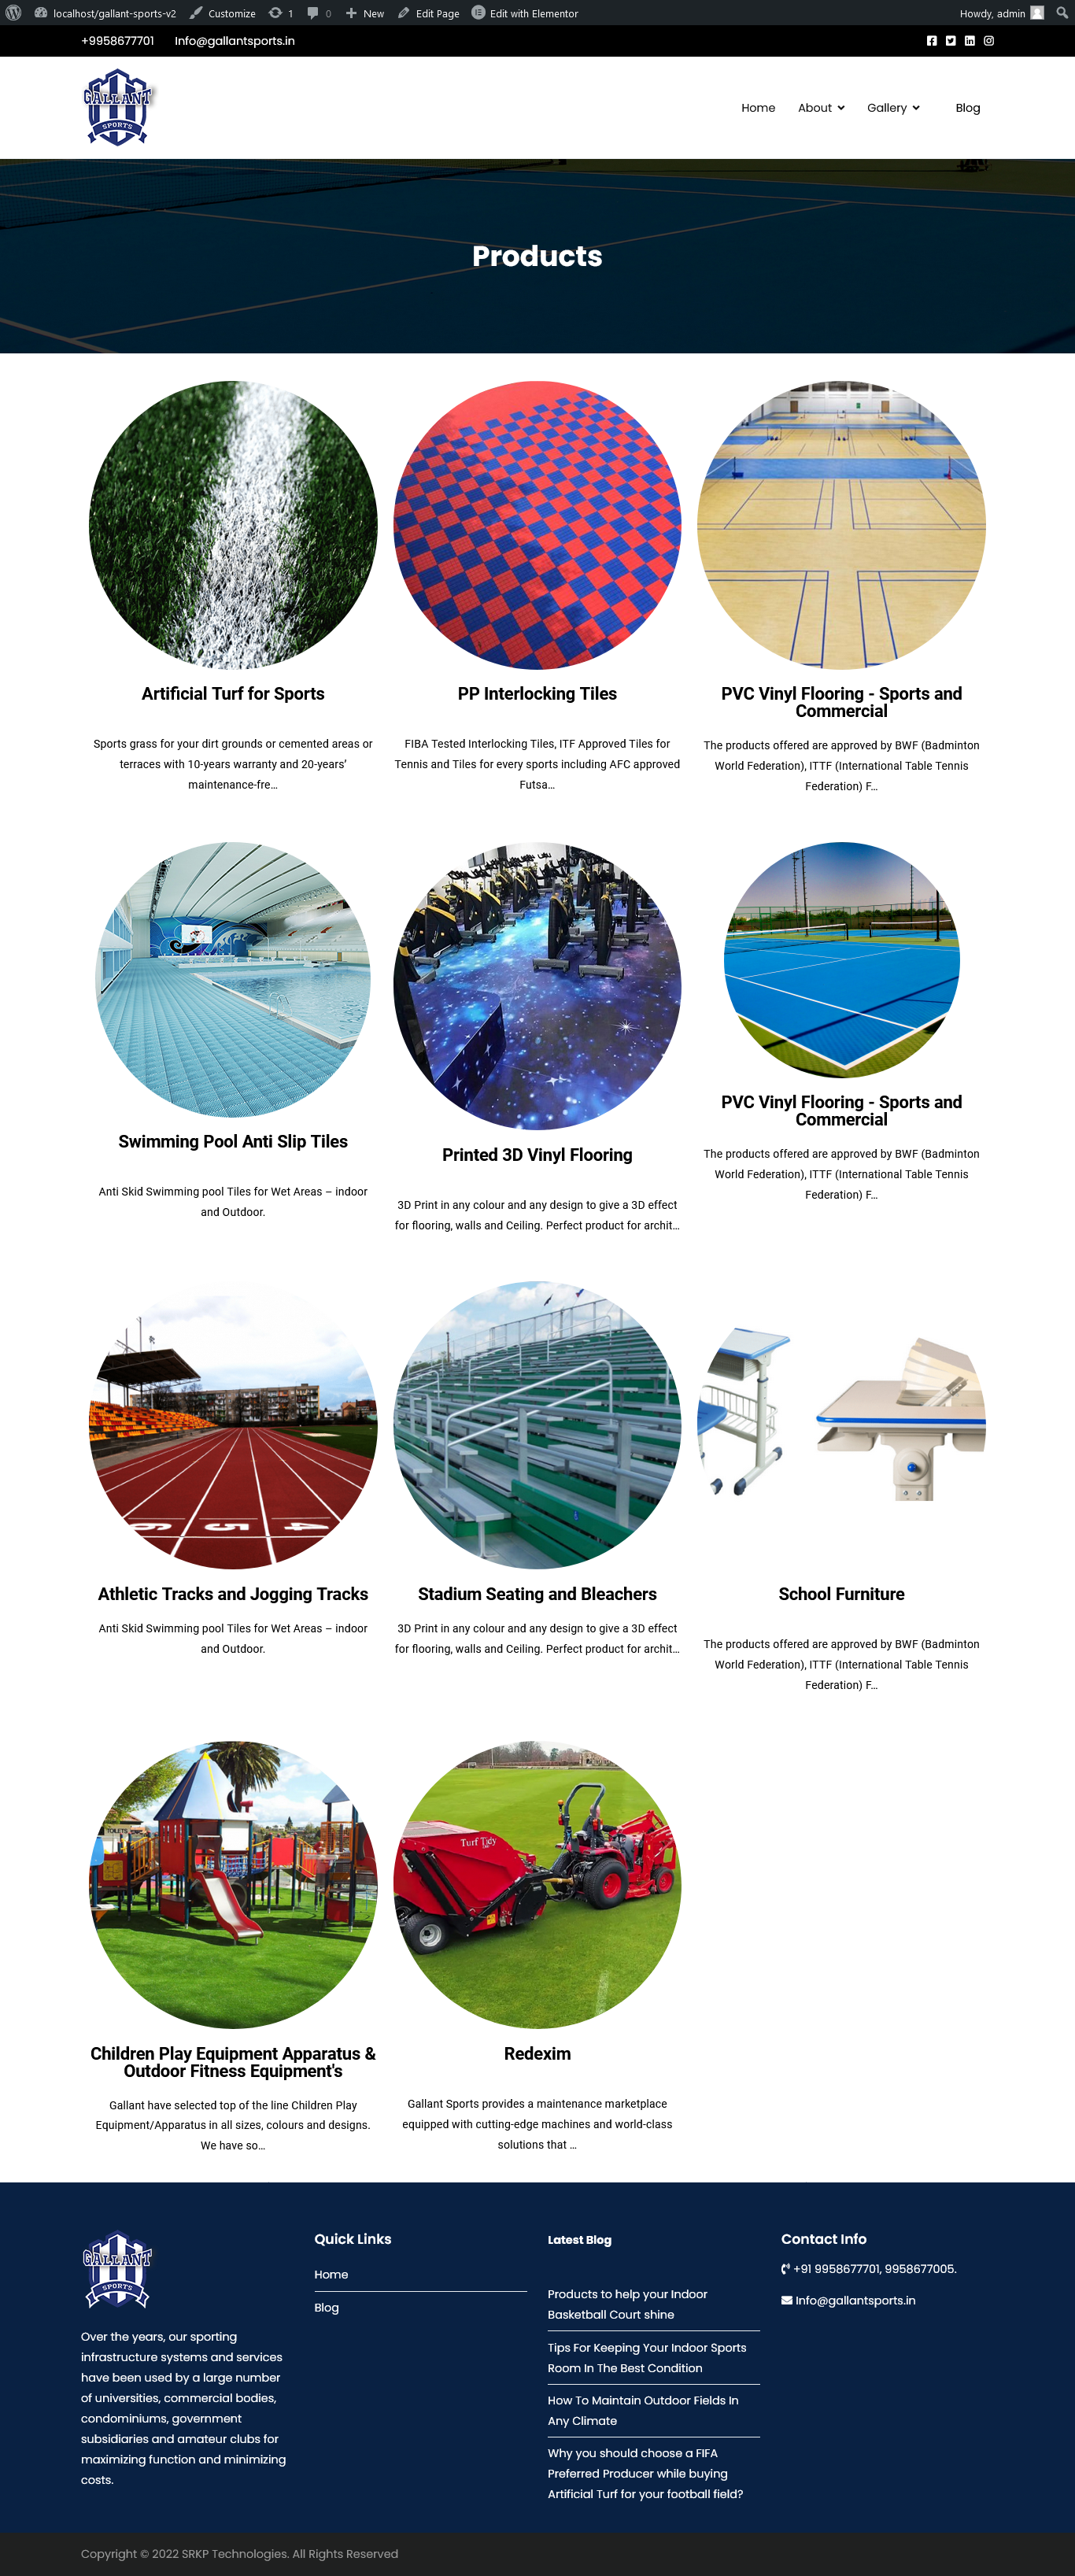 localhost/gallant-sports-v2 Customize 1 0 New Edit Page Edit with Elementor Howdy, admin
+9958677701 Info@gallantsports.in
GALLANT
SPORTS
Home About Gallery Blog
Products
Artificial Turf for Sports
Sports grass for your dirt grounds or cemented areas or
terraces with 10-years warranty and 20-years’
maintenance-fre…
PP Interlocking Tiles
FIBA Tested Interlocking Tiles, ITF Approved Tiles for
Tennis and Tiles for every sports including AFC approved
Futsa…
PVC Vinyl Flooring - Sports and
Commercial
The products offered are approved by BWF (Badminton
World Federation), ITTF (International Table Tennis
Federation) F…
Swimming Pool Anti Slip Tiles
Anti Skid Swimming pool Tiles for Wet Areas – indoor
and Outdoor.
Printed 3D Vinyl Flooring
3D Print in any colour and any design to give a 3D effect
for flooring, walls and Ceiling. Perfect product for archit…
PVC Vinyl Flooring - Sports and
Commercial
The products offered are approved by BWF (Badminton
World Federation), ITTF (International Table Tennis
Federation) F…
6 5 4
Athletic Tracks and Jogging Tracks
Anti Skid Swimming pool Tiles for Wet Areas – indoor
and Outdoor.
Stadium Seating and Bleachers
3D Print in any colour and any design to give a 3D effect
for flooring, walls and Ceiling. Perfect product for archit…
School Furniture
The products offered are approved by BWF (Badminton
World Federation), ITTF (International Table Tennis
Federation) F…
TOILETS
Children Play Equipment Apparatus &
Outdoor Fitness Equipment's
Gallant have selected top of the line Children Play
Equipment/Apparatus in all sizes, colours and designs.
We have so…
Turf Tidy
Redexim
Gallant Sports provides a maintenance marketplace
equipped with cutting-edge machines and world-class
solutions that …
GALLANT
SPORTS
Over the years, our sporting
infrastructure systems and services
have been used by a large number
of universities, commercial bodies,
condominiums, government
subsidiaries and amateur clubs for
maximizing function and minimizing
costs.
Quick Links
Home
Blog
Latest Blog
Products to help your Indoor
Basketball Court shine
Tips For Keeping Your Indoor Sports
Room In The Best Condition
How To Maintain Outdoor Fields In
Any Climate
Why you should choose a FIFA
Preferred Producer while buying
Artificial Turf for your football field?
Contact Info
+91 9958677701, 9958677005.
Info@gallantsports.in
Copyright © 2022 SRKP Technologies. All Rights Reserved